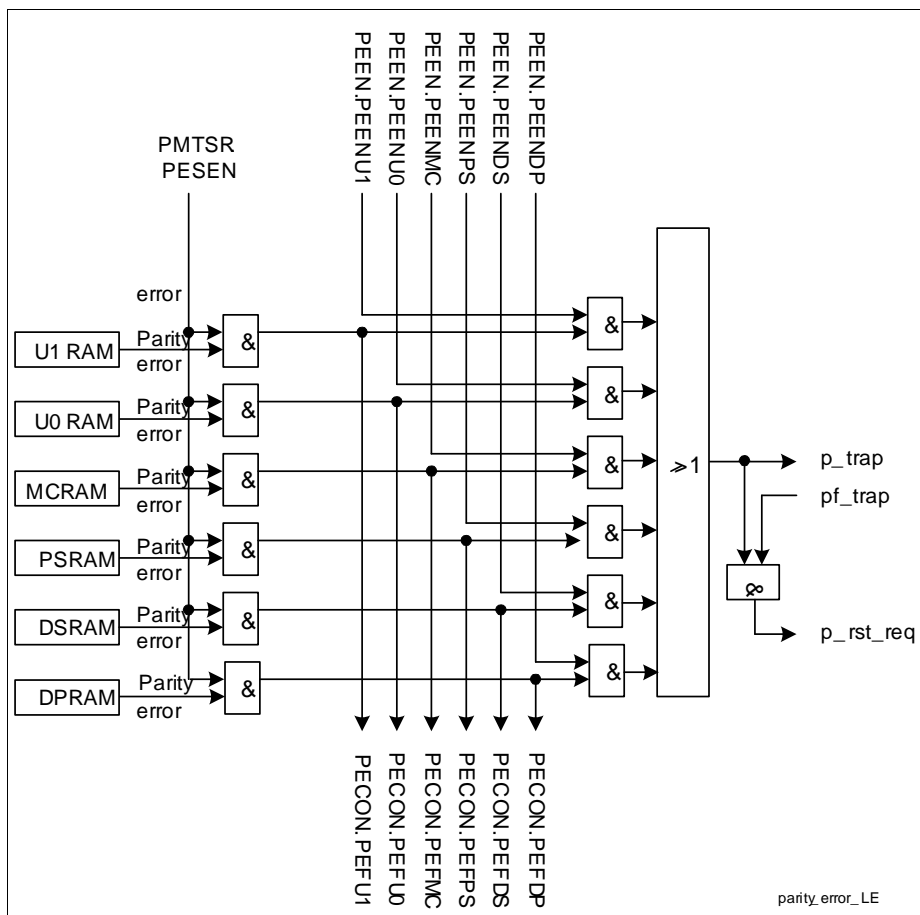 PEEN.PEENU1
PEEN.PEENU0
PEEN.PEENMC
PEEN.PEENPS
PEEN.PEENDS
PEEN.PEENDP
PMTSR
PESEN
error
U1 RAM
Parity
error
&
&
U0 RAM
Parity
error
&
&
MCRAM
Parity
error
&
&
PSRAM
Parity
error
&
&
DSRAM
Parity
error
&
&
DPRAM
Parity
error
&
&
≥1
p_trap
pf_trap
&
p_rst_req
PECON.PEFU1
PECON.PEFU0
PECON.PEFMC
PECON.PEFPS
PECON.PEFDS
PECON.PEFDP
parity_error_LE